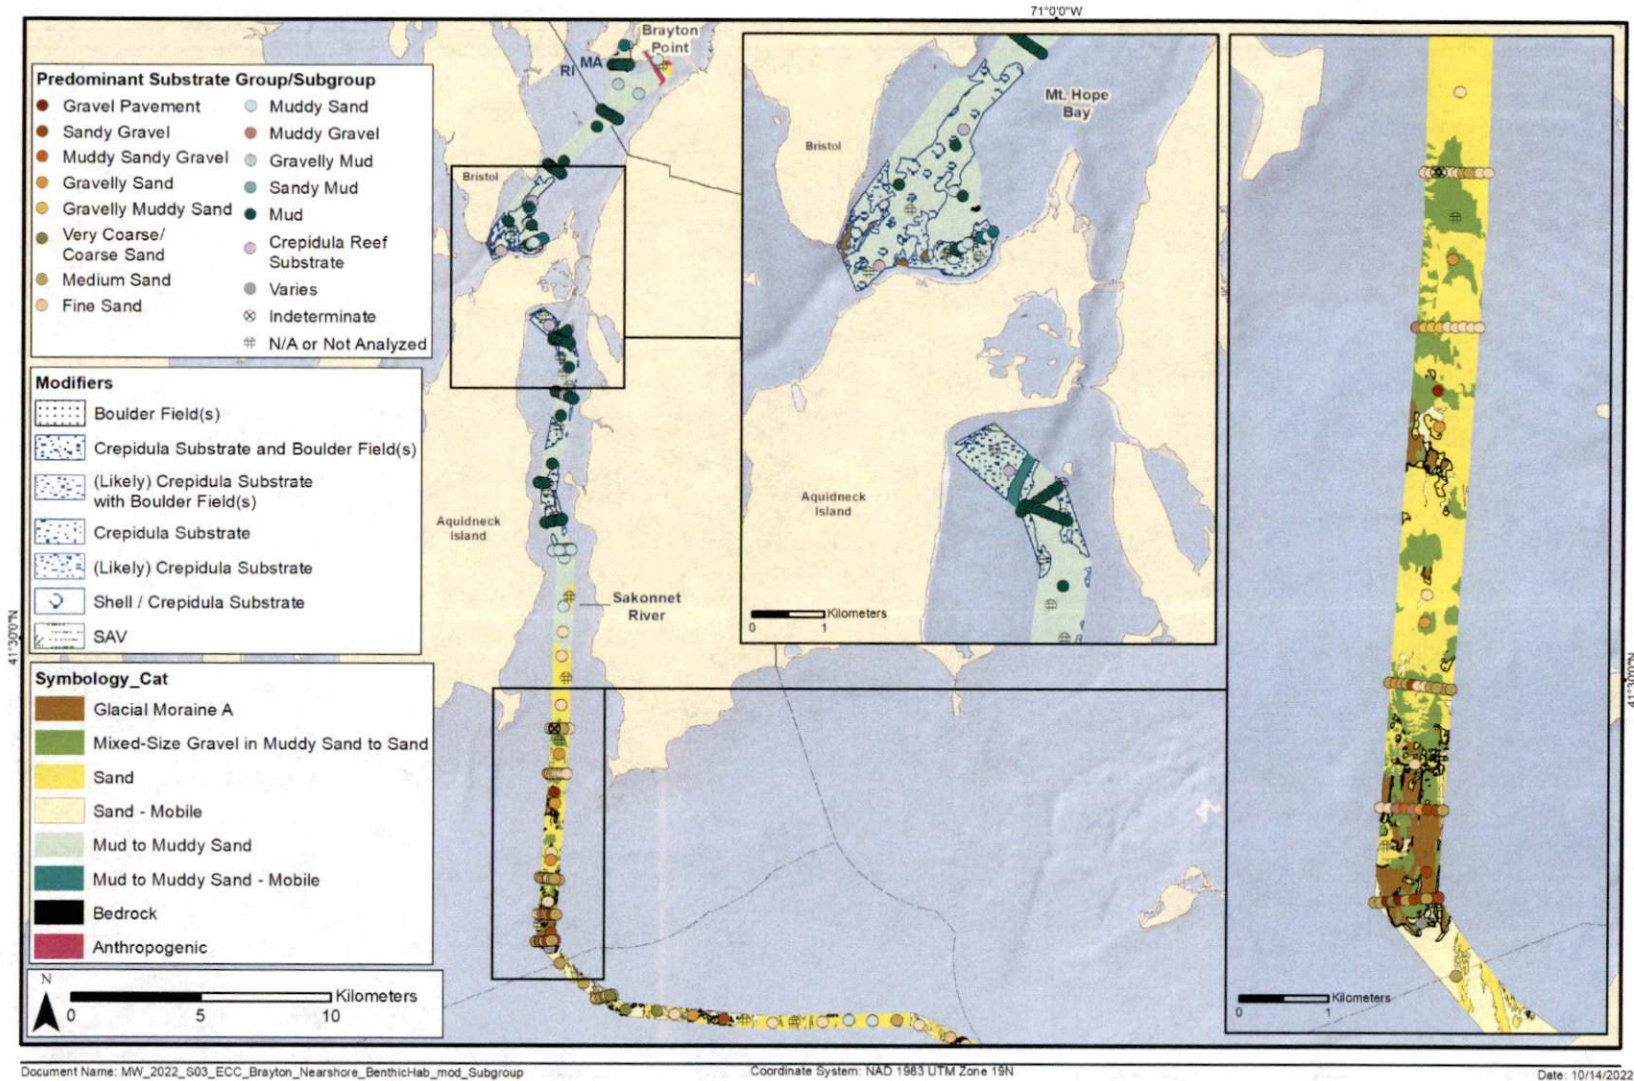 71°0'0"W
Brayton
Point
MA
RI
Bristol
Aquidneck
Island
Sakonnet
River
Predominant Substrate Group/Subgroup
Gravel Pavement
Sandy Gravel
Muddy Sandy Gravel
Gravelly Sand
Gravelly Muddy Sand
Very Coarse/
Coarse Sand
Medium Sand
Fine Sand
Muddy Sand
Muddy Gravel
Gravelly Mud
Sandy Mud
Mud
Crepidula Reef
Substrate
Varies
Indeterminate
N/A or Not Analyzed
Modifiers
Boulder Field(s)
Crepidula Substrate and Boulder Field(s)
(Likely) Crepidula Substrate
with Boulder Field(s)
Crepidula Substrate
(Likely) Crepidula Substrate
Shell / Crepidula Substrate
SAV
Symbology_Cat
Glacial Moraine A
Mixed-Size Gravel in Muddy Sand to Sand
Sand
Sand - Mobile
Mud to Muddy Sand
Mud to Muddy Sand - Mobile
Bedrock
Anthropogenic
N
Kilometers
0 5 10
Mt. Hope
Bay
Bristol
Aquidneck
Island
Kilometers
0 1
Kilometers
0 1
41°30'0"N
41°30'0"N
Document Name: MW_2022_S03_ECC_Brayton_Nearshore_BenthicHab_mod_Subgroup
Coordinate System: NAD 1983 UTM Zone 19N
Date: 10/14/2022